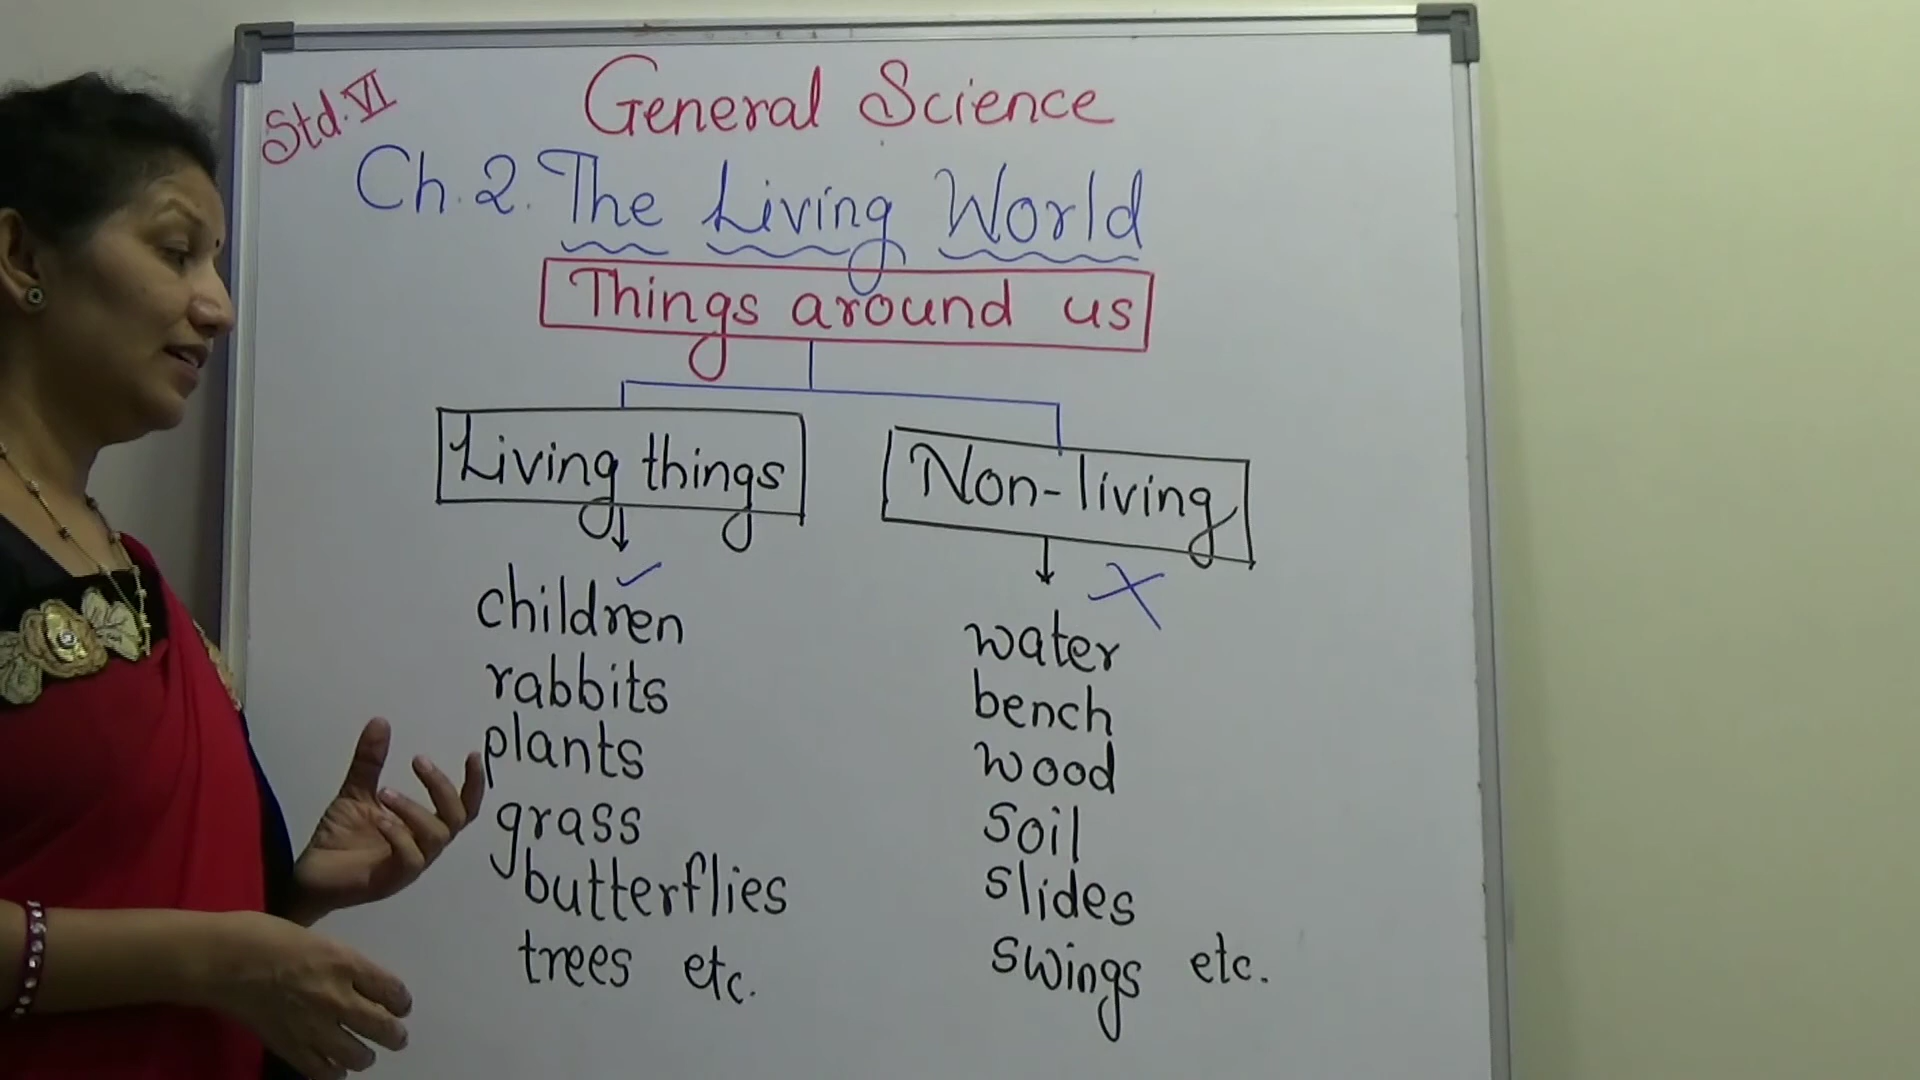 Std. VI
General Science
Ch. 2. The Living World
Things around us
Living things
Non-living
children
rabbits
plants
grass
butterflies
trees etc.
water
bench
wood
soil
slides
swings etc.